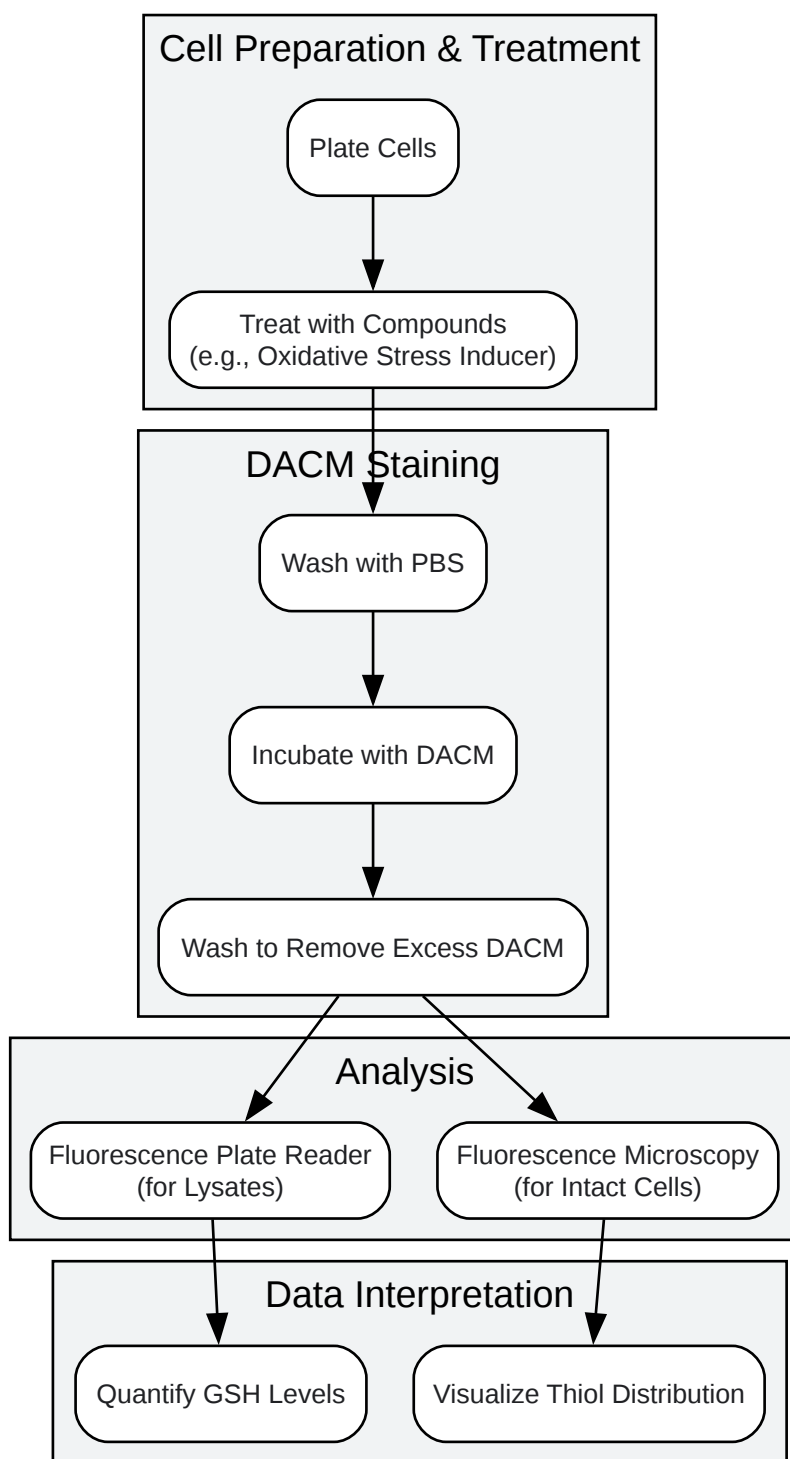 Cell Preparation & Treatment
Plate Cells
Treat with Compounds
(e.g., Oxidative Stress Inducer)
DACM Staining
Wash with PBS
Incubate with DACM
Wash to Remove Excess DACM
Analysis
Fluorescence Plate Reader
(for Lysates)
Fluorescence Microscopy
(for Intact Cells)
Data Interpretation
Quantify GSH Levels
Visualize Thiol Distribution